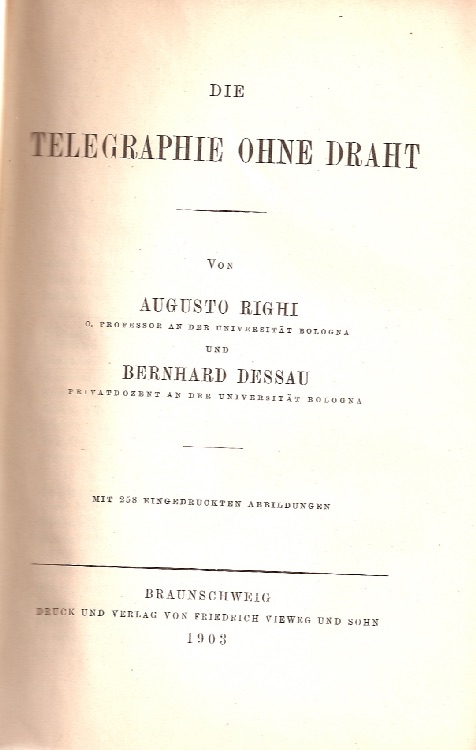 DIE
TELEGRAPHIE OHNE DRAHT
VON
AUGUSTO RIGHI
O. PROFESSOR AN DER UNIVERSITÄT BOLOGNA
UND
BERNHARD DESSAU
PRIVATDOZENT AN DER UNIVERSITÄT BOLOGNA
MIT 258 EINGEDRUCKTEN ABBILDUNGEN
BRAUNSCHWEIG
DRUCK UND VERLAG VON FRIEDRICH VIEWEG UND SOHN
1903